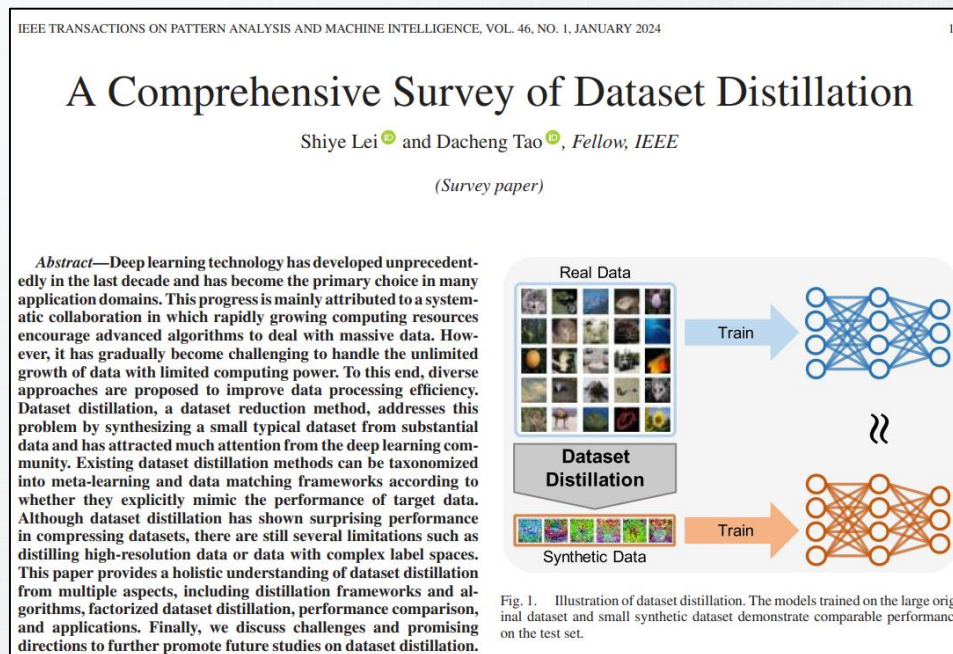 IEEE TRANSACTIONS ON PATTERN ANALYSIS AND MACHINE INTELLIGENCE, VOL. 46, NO. 1, JANUARY 2024 1
A Comprehensive Survey of Dataset Distillation
Shiye Lei iD and Dacheng Tao iD, Fellow, IEEE
(Survey paper)
Abstract—Deep learning technology has developed unprecedent-
edly in the last decade and has become the primary choice in many
application domains. This progress is mainly attributed to a system-
atic collaboration in which rapidly growing computing resources
encourage advanced algorithms to deal with massive data. How-
ever, it has gradually become challenging to handle the unlimited
growth of data with limited computing power. To this end, diverse
approaches are proposed to improve data processing efficiency.
Dataset distillation, a dataset reduction method, addresses this
problem by synthesizing a small typical dataset from substantial
data and has attracted much attention from the deep learning com-
munity. Existing dataset distillation methods can be taxonomized
into meta-learning and data matching frameworks according to
whether they explicitly mimic the performance of target data.
Although dataset distillation has shown surprising performance
in compressing datasets, there are still several limitations such as
distilling high-resolution data or data with complex label spaces.
This paper provides a holistic understanding of dataset distillation
from multiple aspects, including distillation frameworks and al-
gorithms, factorized dataset distillation, performance comparison,
and applications. Finally, we discuss challenges and promising
directions to further promote future studies on dataset distillation.
Real Data
Train
Dataset
Distillation
≈
Train
Synthetic Data
Fig. 1. Illustration of dataset distillation. The models trained on the large orig-
inal dataset and small synthetic dataset demonstrate comparable performanc
on the test set.